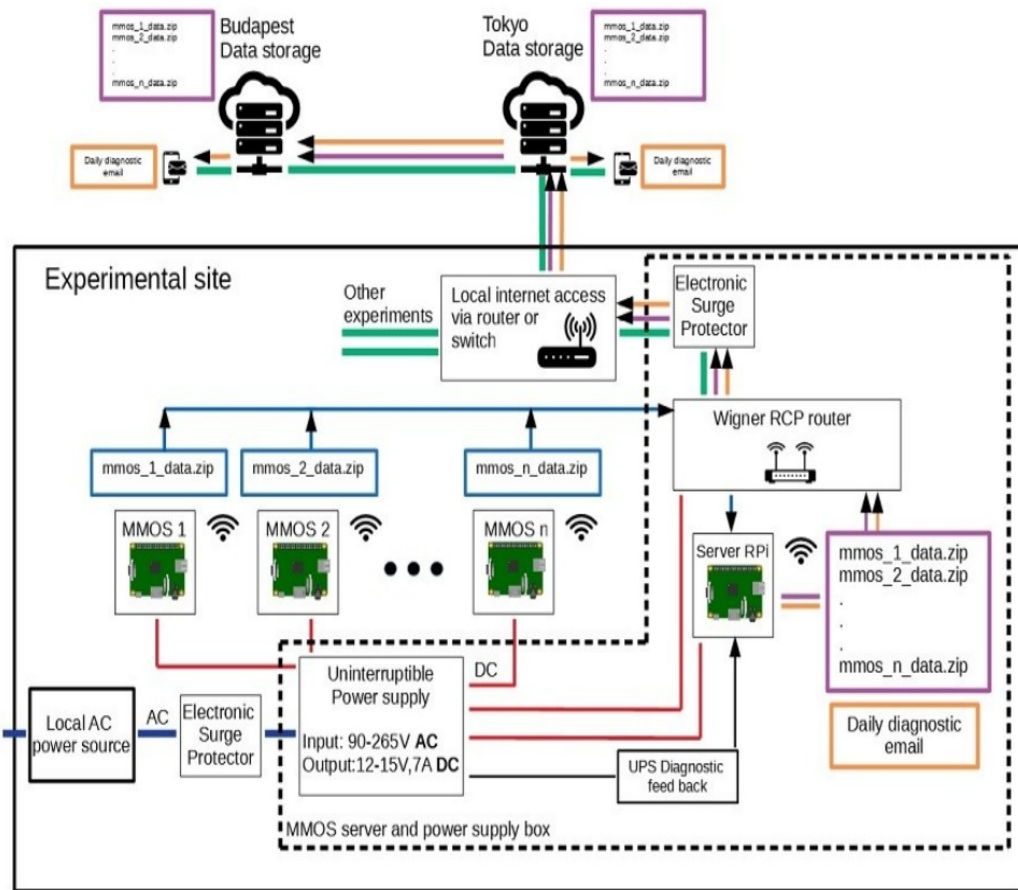 mmos_1_data.zip
mmos_2_data.zip
.
.
.
mmos_n_data.zip
Budapest
Data storage
Tokyo
Data storage
mmos_1_data.zip
mmos_2_data.zip
.
.
.
mmos_n_data.zip
Daily diagnostic
email
Daily diagnostic
email
Experimental site
Other
experiments
Local internet access
via router or
switch
Electronic
Surge
Protector
Wigner RCP router
mmos_1_data.zip
mmos_2_data.zip
mmos_n_data.zip
MMOS 1
MMOS 2
MMOS n
Server RPi
mmos_1_data.zip
mmos_2_data.zip
.
.
.
mmos_n_data.zip
Local AC
power source
AC
Electronic
Surge
Protector
Uninterruptible
Power supply
Input: 90-265V AC
Output:12-15V,7A DC
DC
UPS Diagnostic
feed back
Daily diagnostic
email
MMOS server and power supply box